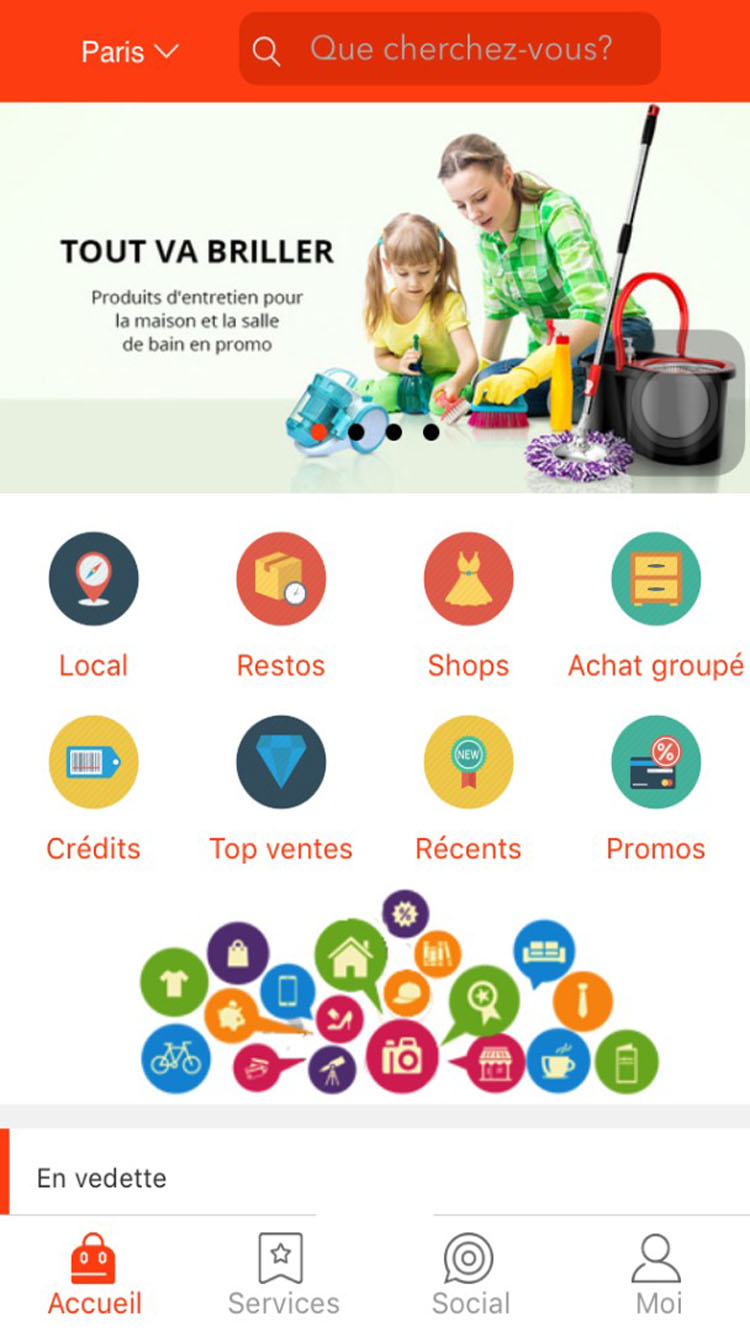 Paris
Que cherchez-vous?
TOUT VA BRILLER
Produits d'entretien pour
la maison et la salle
de bain en promo
Local Restos Shops Achat groupé
NEW %
Crédits Top ventes Récents Promos
%
En vedette
Accueil Services Social Moi